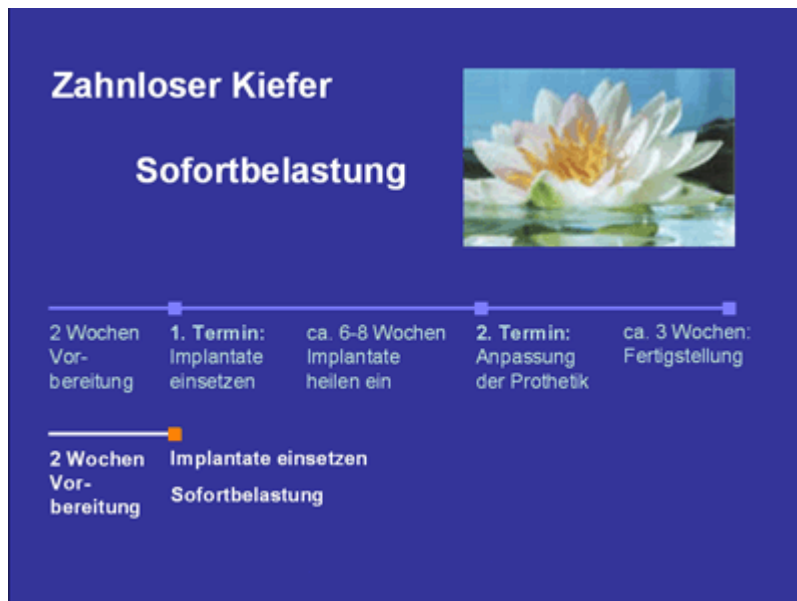 Zahnloser Kiefer
Sofortbelastung
2 Wochen
Vor-
bereitung
1. Termin:
Implantate
einsetzen
ca. 6-8 Wochen
Implantate
heilen ein
2. Termin:
Anpassung
der Prothetik
ca. 3 Wochen:
Fertigstellung
2 Wochen
Vor-
bereitung
Implantate einsetzen
Sofortbelastung